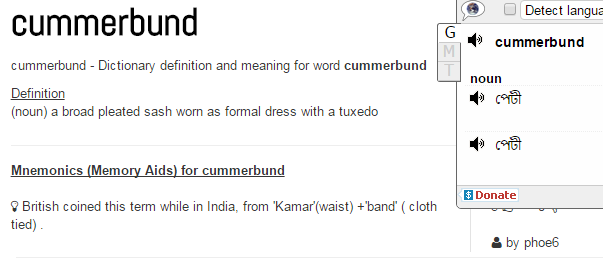 cummerbund
cummerbund - Dictionary definition and meaning for word cummerbund
Definition
(noun) a broad pleated sash worn as formal dress with a tuxedo
Mnemonics (Memory Aids) for cummerbund
British coined this term while in India, from 'Kamar'(waist) +'band' ( cloth
tied) .
by phoe6
Detect langua
G
M
T
cummerbund
noun
পেটী
পেটী
$ Donate